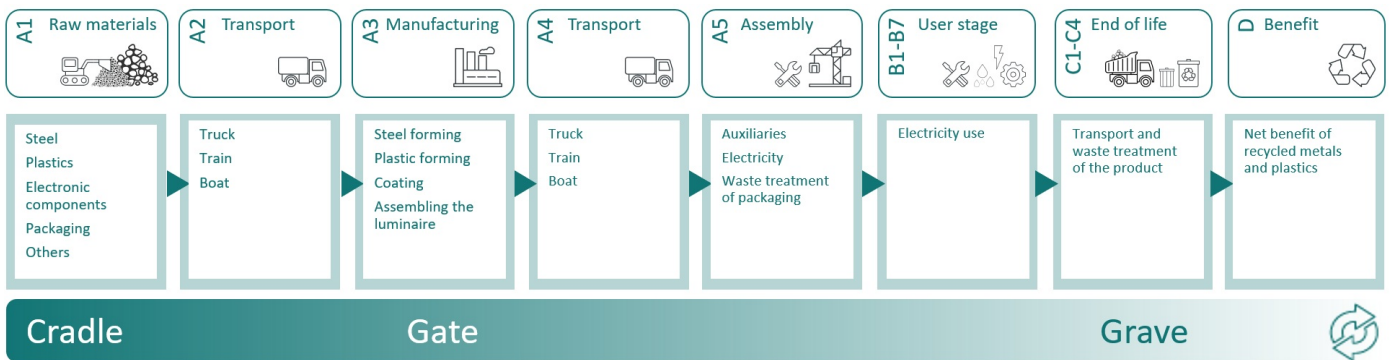 A1 Raw materials
A2 Transport
A3 Manufacturing
A4 Transport
A5 Assembly
B1-B7 User stage
C1-C4 End of life
D Benefit
Steel
Plastics
Electronic
components
Packaging
Others
Truck
Train
Boat
Steel forming
Plastic forming
Coating
Assembling the
luminaire
Truck
Train
Boat
Auxiliaries
Electricity
Waste treatment
of packaging
Electricity use
Transport and
waste treatment
of the product
Net benefit of
recycled metals
and plastics
Cradle
Gate
Grave